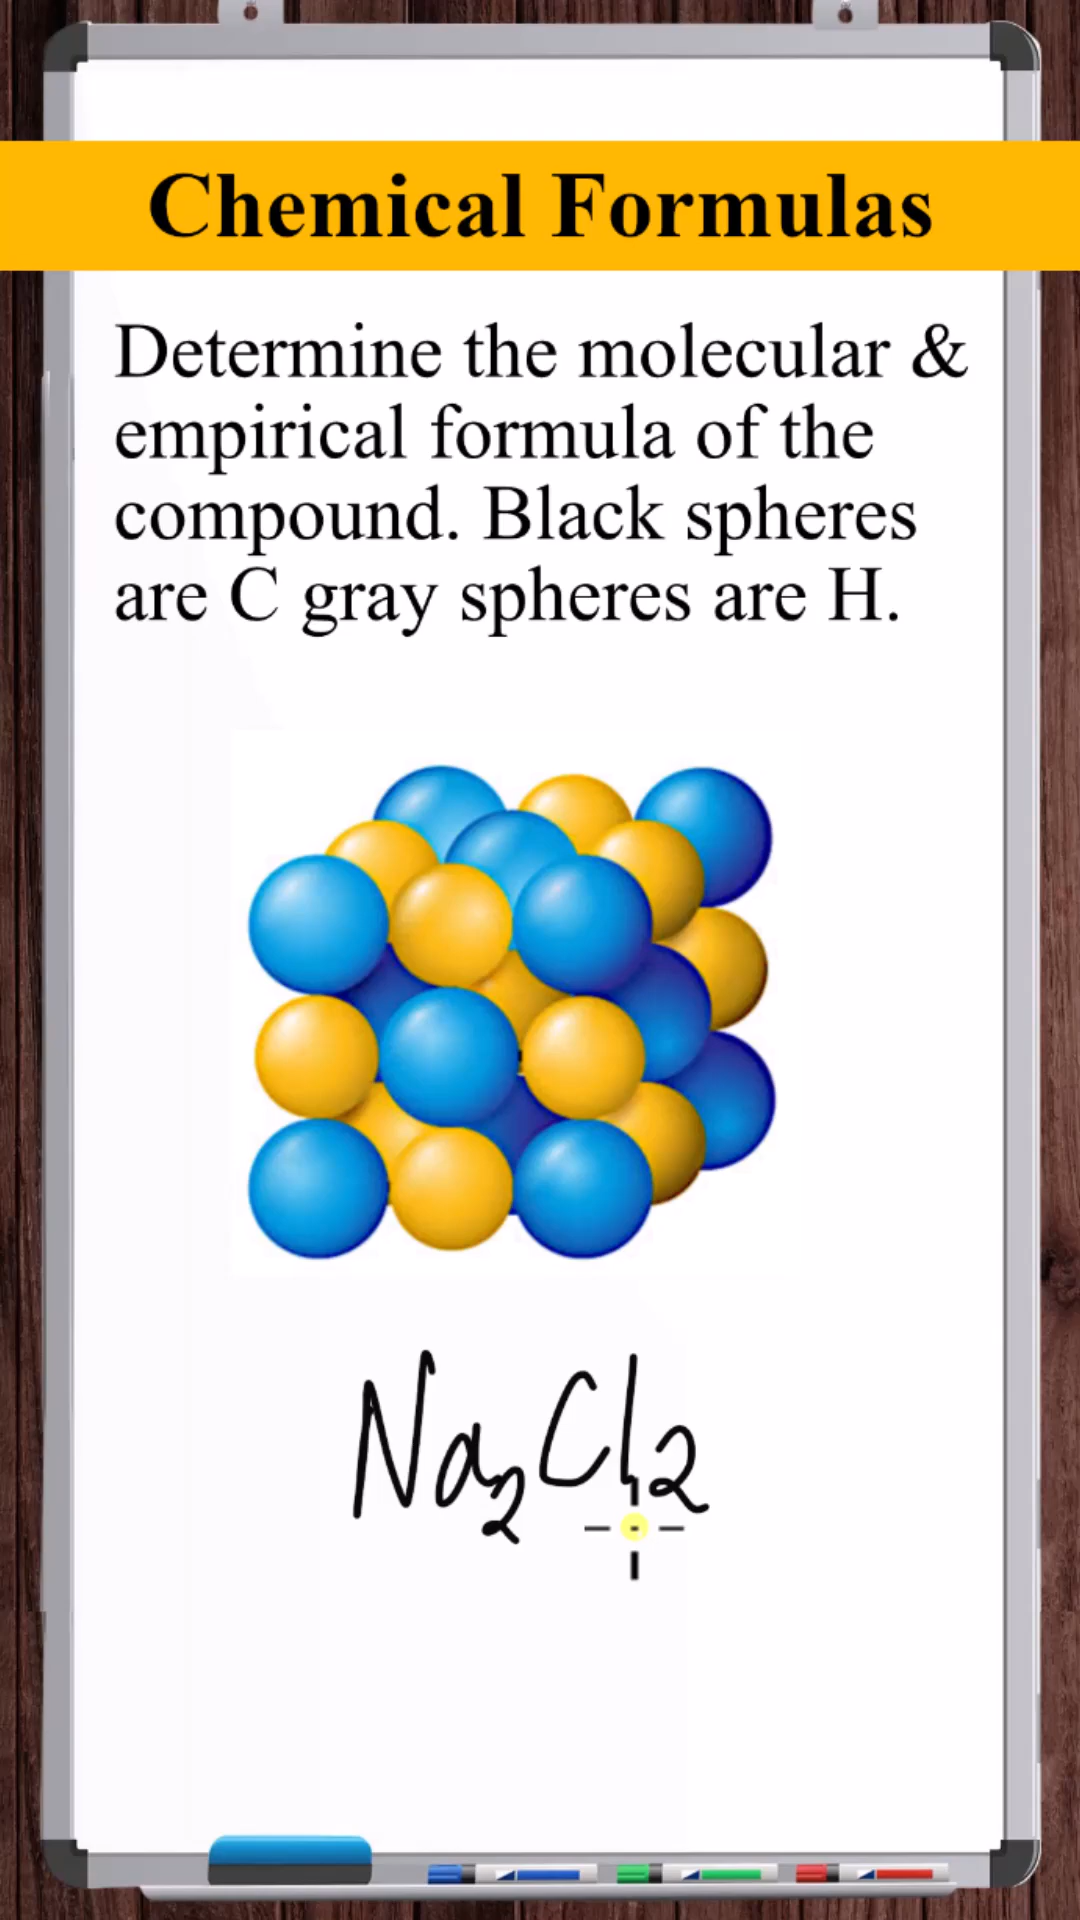 Chemical Formulas
Determine the molecular &
empirical formula of the
compound. Black spheres
are C gray spheres are H.
Na₂Cl₂